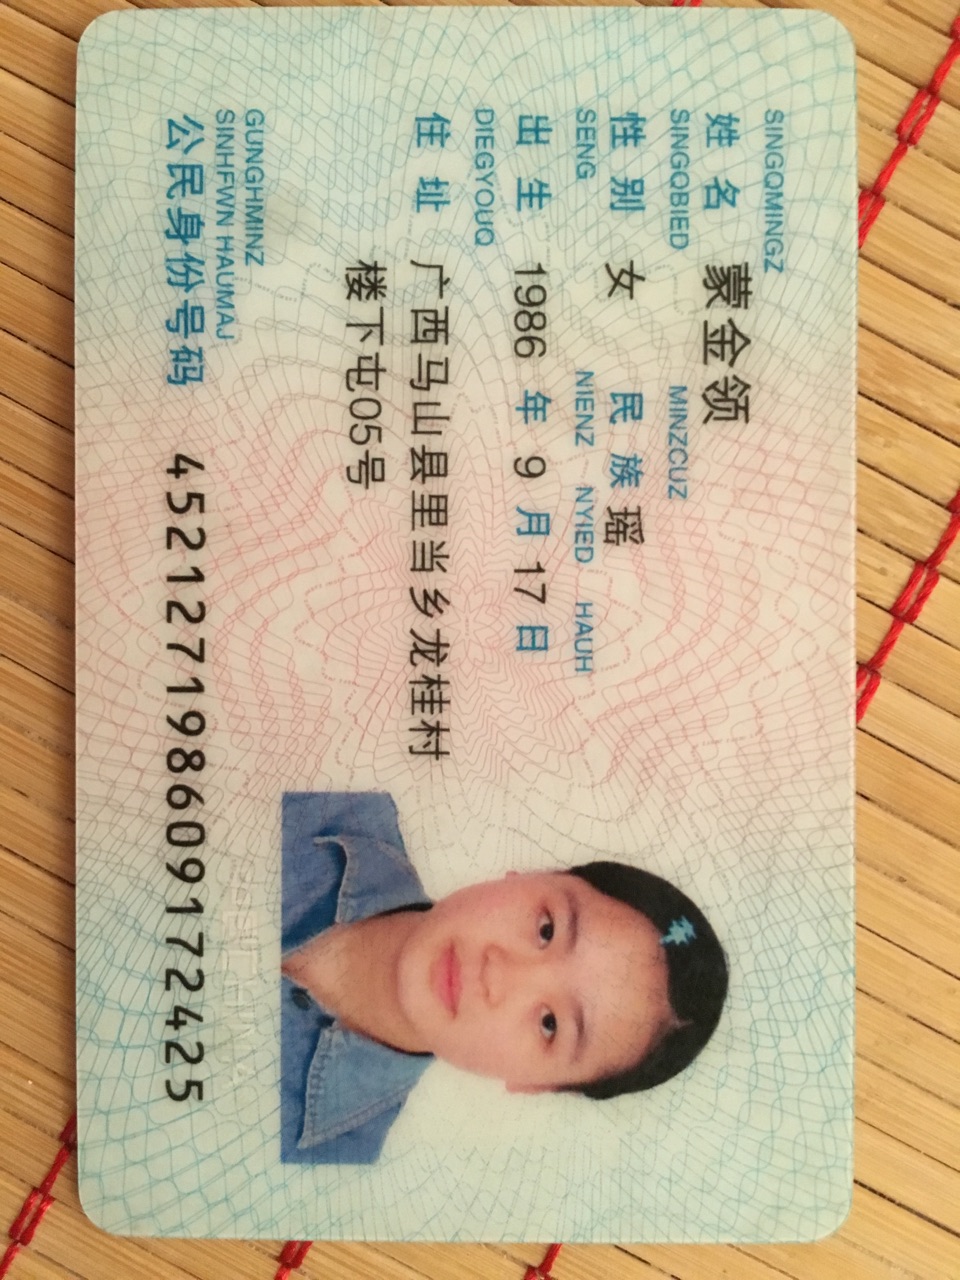 SINGQMINGZ
姓 名 蒙金领
SINGQBIED MINZCUZ
性 别 女 民 族 瑶
SENG NIENZ NYIED HAUH
出 生 1986 年 9 月 17 日
DIEGYOUQ
住 址 广西马山县里当乡龙桂村
楼下屯05号
GUNGHMINZ
SINHFWN HAUMAJ
公民身份号码 452127198609172425